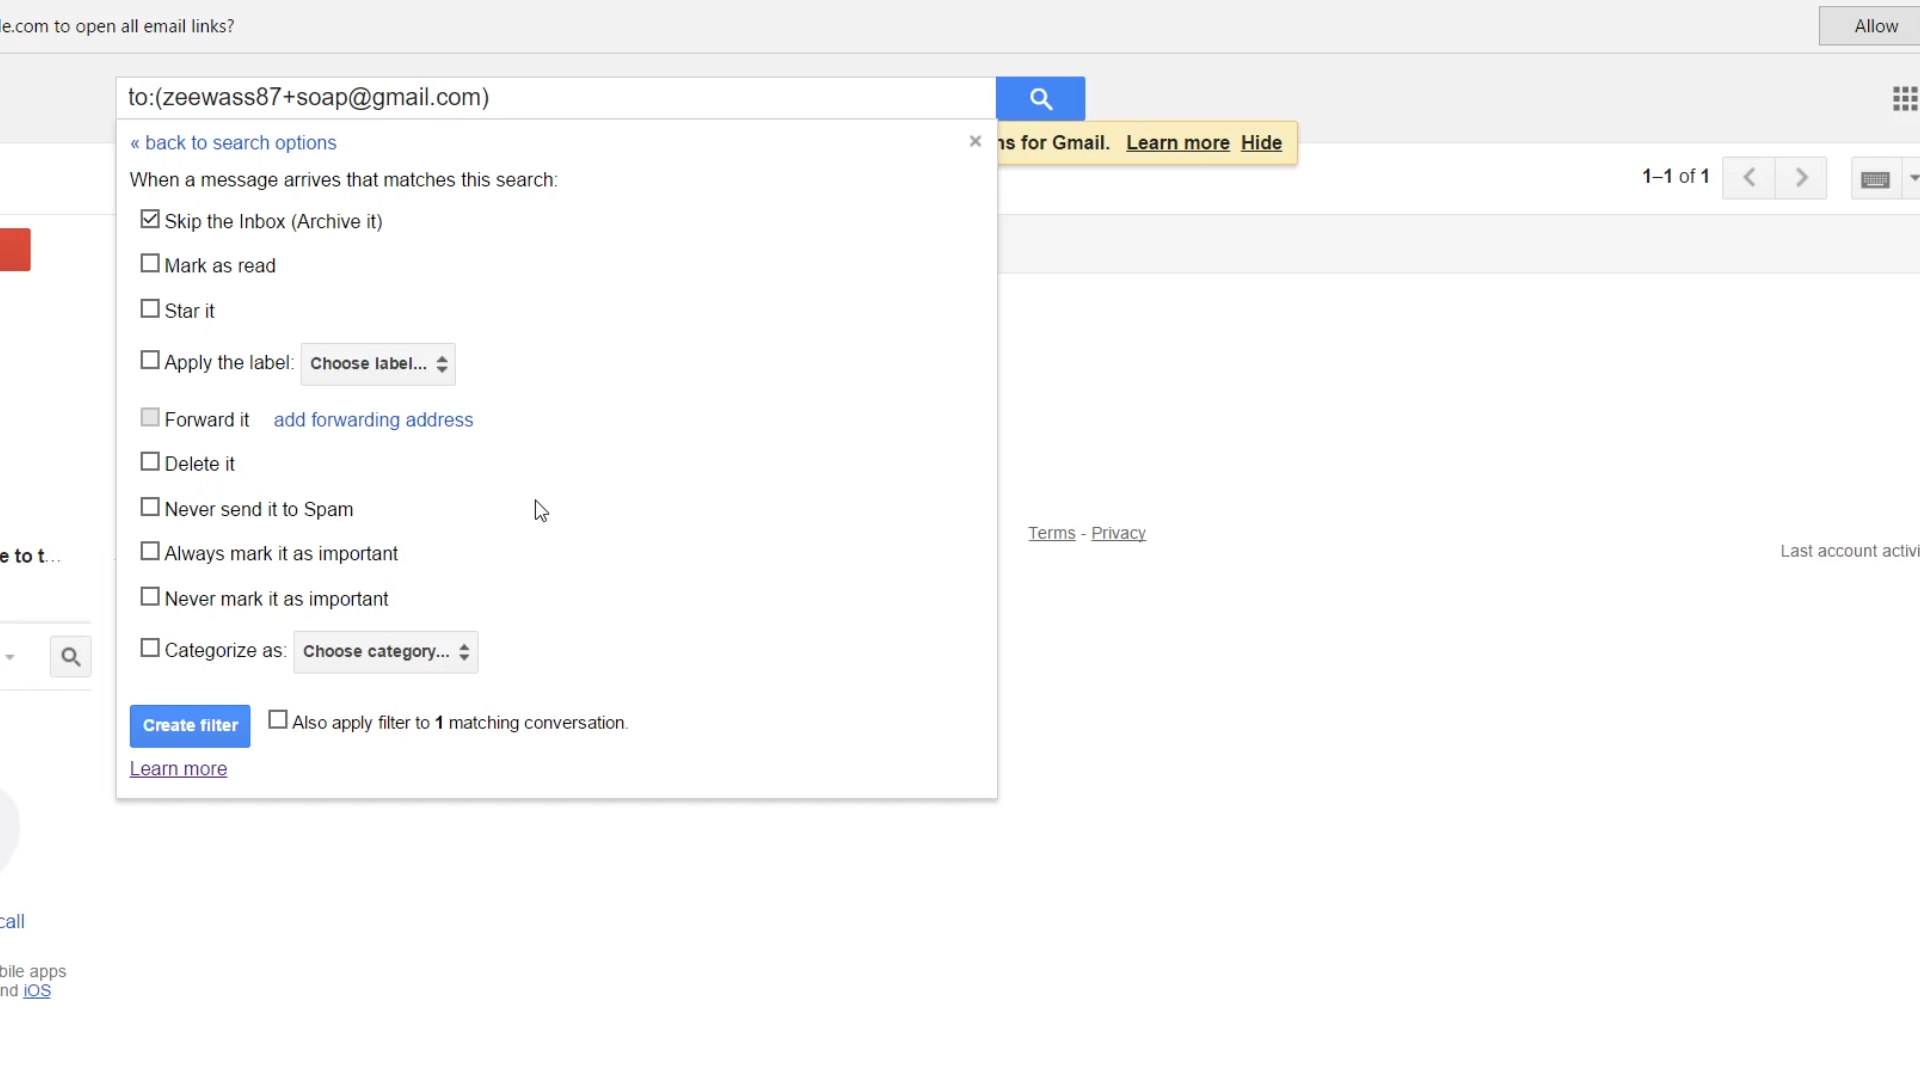 le.com to open all email links?
Allow
to:(zeewass87+soap@gmail.com)
« back to search options
×
ns for Gmail. Learn more Hide
When a message arrives that matches this search:
1–1 of 1
Skip the Inbox (Archive it)
Mark as read
Star it
Apply the label: Choose label...
Forward it add forwarding address
Delete it
Never send it to Spam
Terms - Privacy
Last account activi
Always mark it as important
e to t...
Never mark it as important
Categorize as: Choose category...
Create filter Also apply filter to 1 matching conversation.
Learn more
call
bile apps
nd iOS